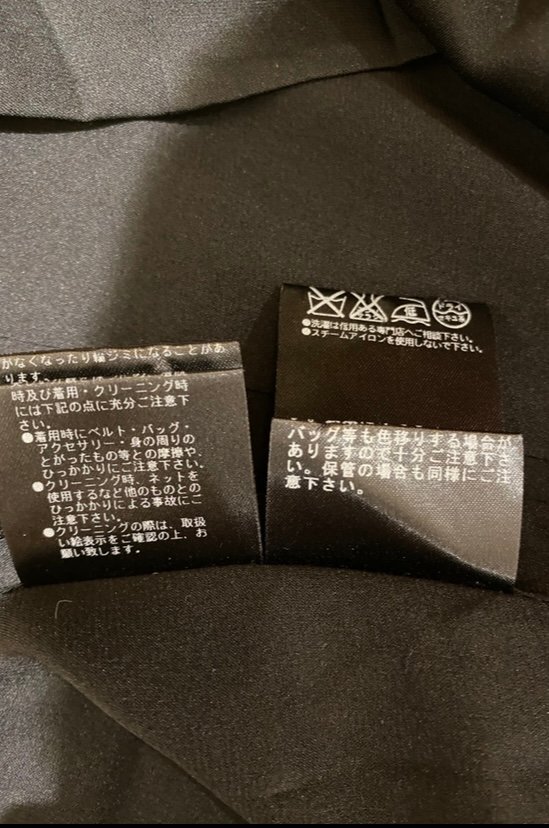 がなくなったり輪ジミになることがあ
ります。
時及び着用・クリーニング時
には下記の点に充分ご注意下
さい。
●着用時にベルト・バッグ・
アクセサリー・身の周りの
とがったもの等との摩擦や、
ひっかかりにご注意下さい。
●クリーニング時、ネットを
使用するなど他のものとの
ひっかかりによる事故にご
注意下さい。
●クリーニングの際は、取扱
い絵表示をご確認の上、お
願い致します。
低
ドライ
セキユ系
●洗濯は信用ある専門店へご相談下さい。
●スチームアイロンを使用しないで下さい。
バッグ等も色移りする場合が
ありますので十分ご注意下さ
い。保管の場合も同様にご注
意下さい。